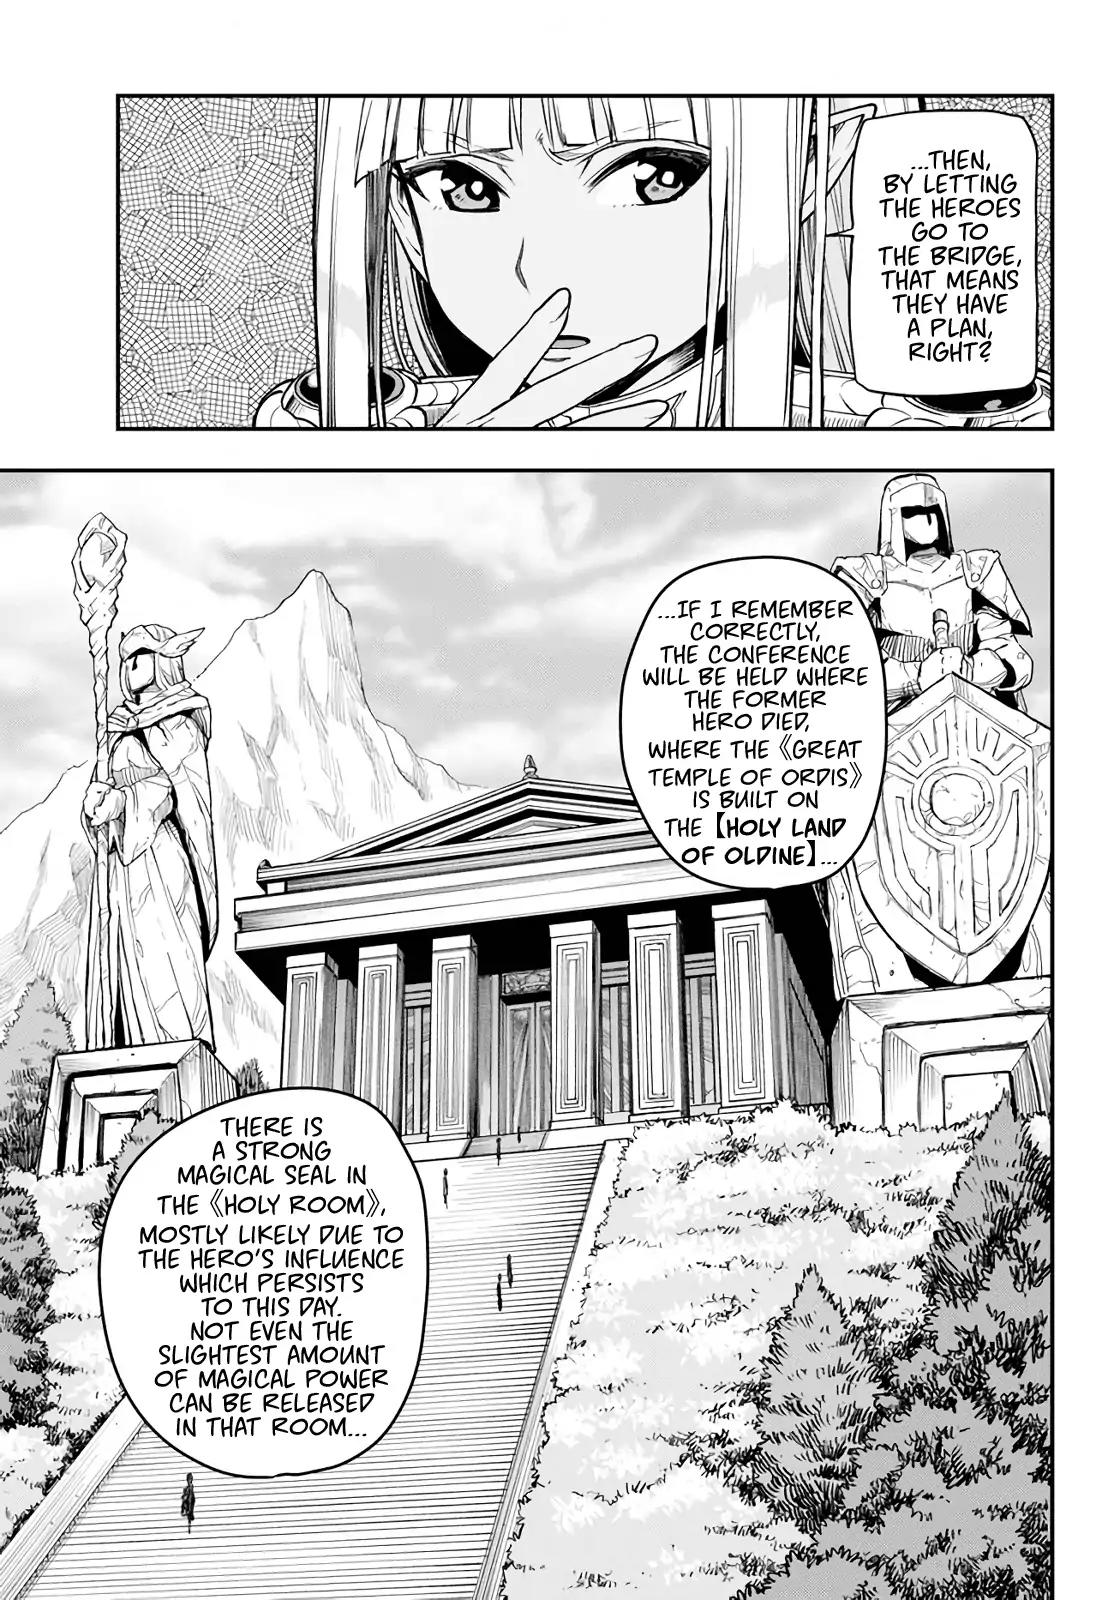 ...THEN,
BY LETTING
THE HEROES
GO TO
THE BRIDGE,
THAT MEANS
THEY HAVE
A PLAN,
RIGHT?
...IF I REMEMBER
CORRECTLY,
THE CONFERENCE
WILL BE HELD WHERE
THE FORMER
HERO DIED,
WHERE THE 《GREAT
TEMPLE OF ORDIS》
IS BUILT ON
THE 【HOLY LAND
OF OLDINE】...
THERE IS
A STRONG
MAGICAL SEAL IN
THE 《HOLY ROOM》,
MOSTLY LIKELY DUE TO
THE HERO'S INFLUENCE
WHICH PERSISTS
TO THIS DAY.
NOT EVEN THE
SLIGHTEST AMOUNT
OF MAGICAL POWER
CAN BE RELEASED
IN THAT ROOM...